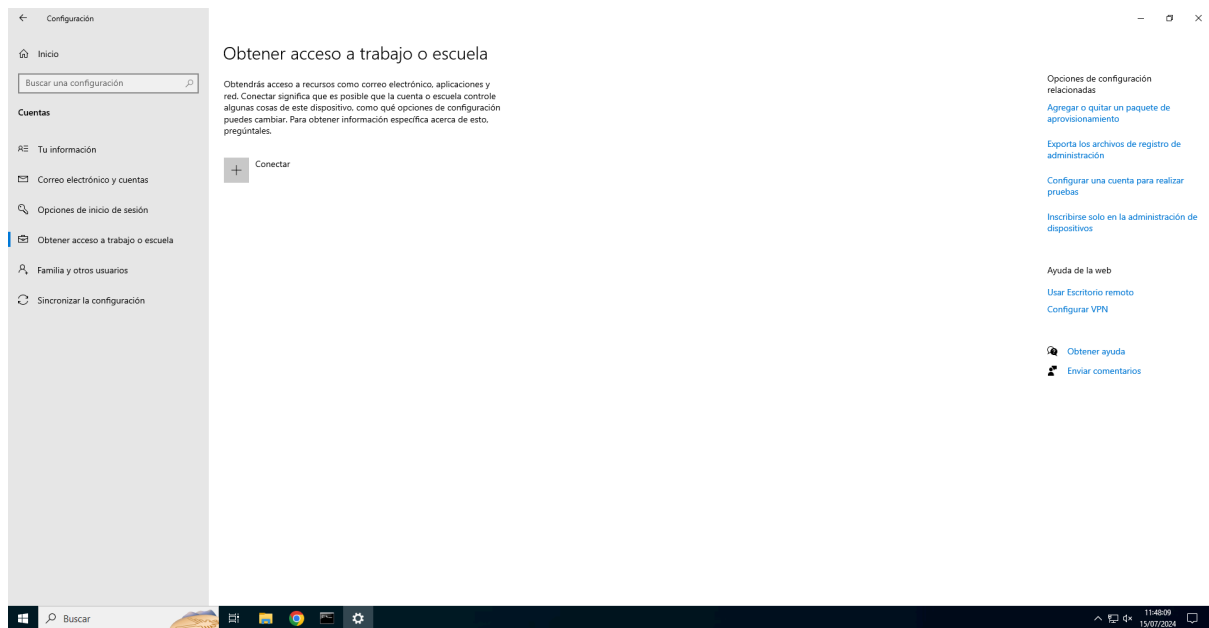 Configuración
Inicio
Buscar una configuración
Cuentas
Tu información
Correo electrónico y cuentas
Opciones de inicio de sesión
Obtener acceso a trabajo o escuela
Familia y otros usuarios
Sincronizar la configuración
Obtener acceso a trabajo o escuela
Obtendrás acceso a recursos como correo electrónico, aplicaciones y
red. Conectar significa que es posible que la cuenta o escuela controle
algunas cosas de este dispositivo, como qué opciones de configuración
puedes cambiar. Para obtener información específica acerca de esto,
pregúntales.
Conectar
Opciones de configuración
relacionadas
Agregar o quitar un paquete de
aprovisionamiento
Exporta los archivos de registro de
administración
Configurar una cuenta para realizar
pruebas
Inscribirse solo en la administración de
dispositivos
Ayuda de la web
Usar Escritorio remoto
Configurar VPN
Obtener ayuda
Enviar comentarios
Buscar
11:48:09
15/07/2024